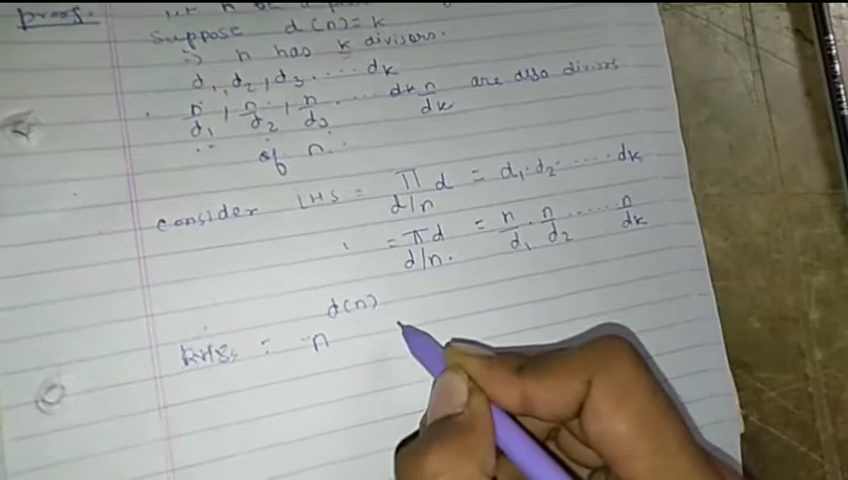 proof.
Suppose d(n) = k
⇒ n has k divisors.
d₁, d₂, d₃ ..... dk
n/d₁, n/d₂, n/d₃ ..... dk n/dk are also divisors
of n.
Consider LHS = π d d/n = d₁.d₂ ..... dk
= π d d/n. = n/d₁ . n/d₂ ...... n/dk
RHS : n^d(n)